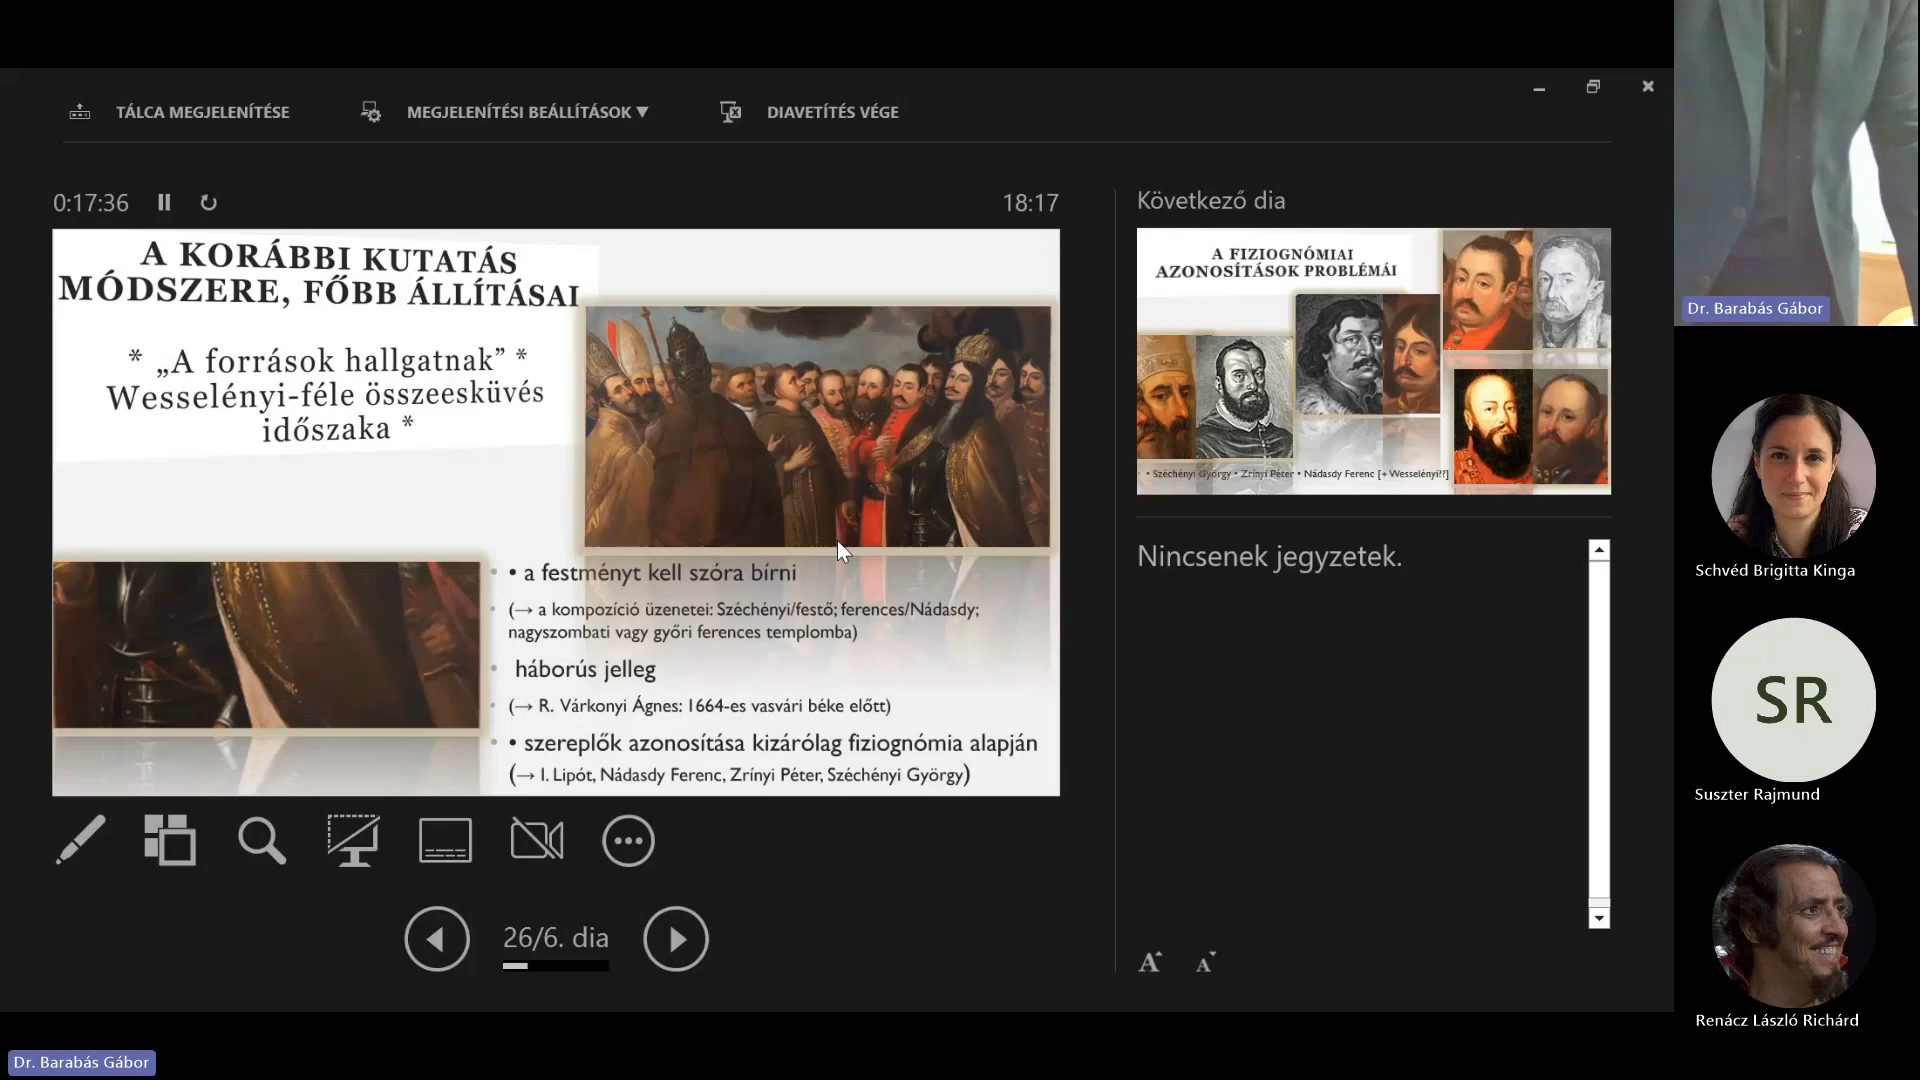 TÁLCA MEGJELENÍTÉSE
MEGJELENÍTÉSI BEÁLLÍTÁSOK ▼
DIAVETÍTÉS VÉGE
0:17:36
18:17
A KORÁBBI KUTATÁS
MÓDSZERE, FŐBB ÁLLÍTÁSAI
* „A források hallgatnak” *
Wesselényi-féle összeesküvés
időszaka *
• a festményt kell szóra bírni
(→ a kompozíció üzenetei: Széchényi/festő; ferences/Nádasdy;
nagyszombati vagy győri ferences templomba)
háborús jelleg
(→ R. Várkonyi Ágnes: 1664-es vasvári béke előtt)
• szereplők azonosítása kizárólag fiziognómia alapján
(→ I. Lipót, Nádasdy Ferenc, Zrínyi Péter, Széchényi György)
26/6. dia
Következő dia
A FIZIOGNÓMIAI
AZONOSÍTÁSOK PROBLÉMÁI
• Széchényi György • Zrínyi Péter • Nádasdy Ferenc [+ Wesselényi??]
Nincsenek jegyzetek.
A A
Dr. Barabás Gábor
Schvéd Brigitta Kinga
SR
Suszter Rajmund
Renácz László Richárd
Dr. Barabás Gábor